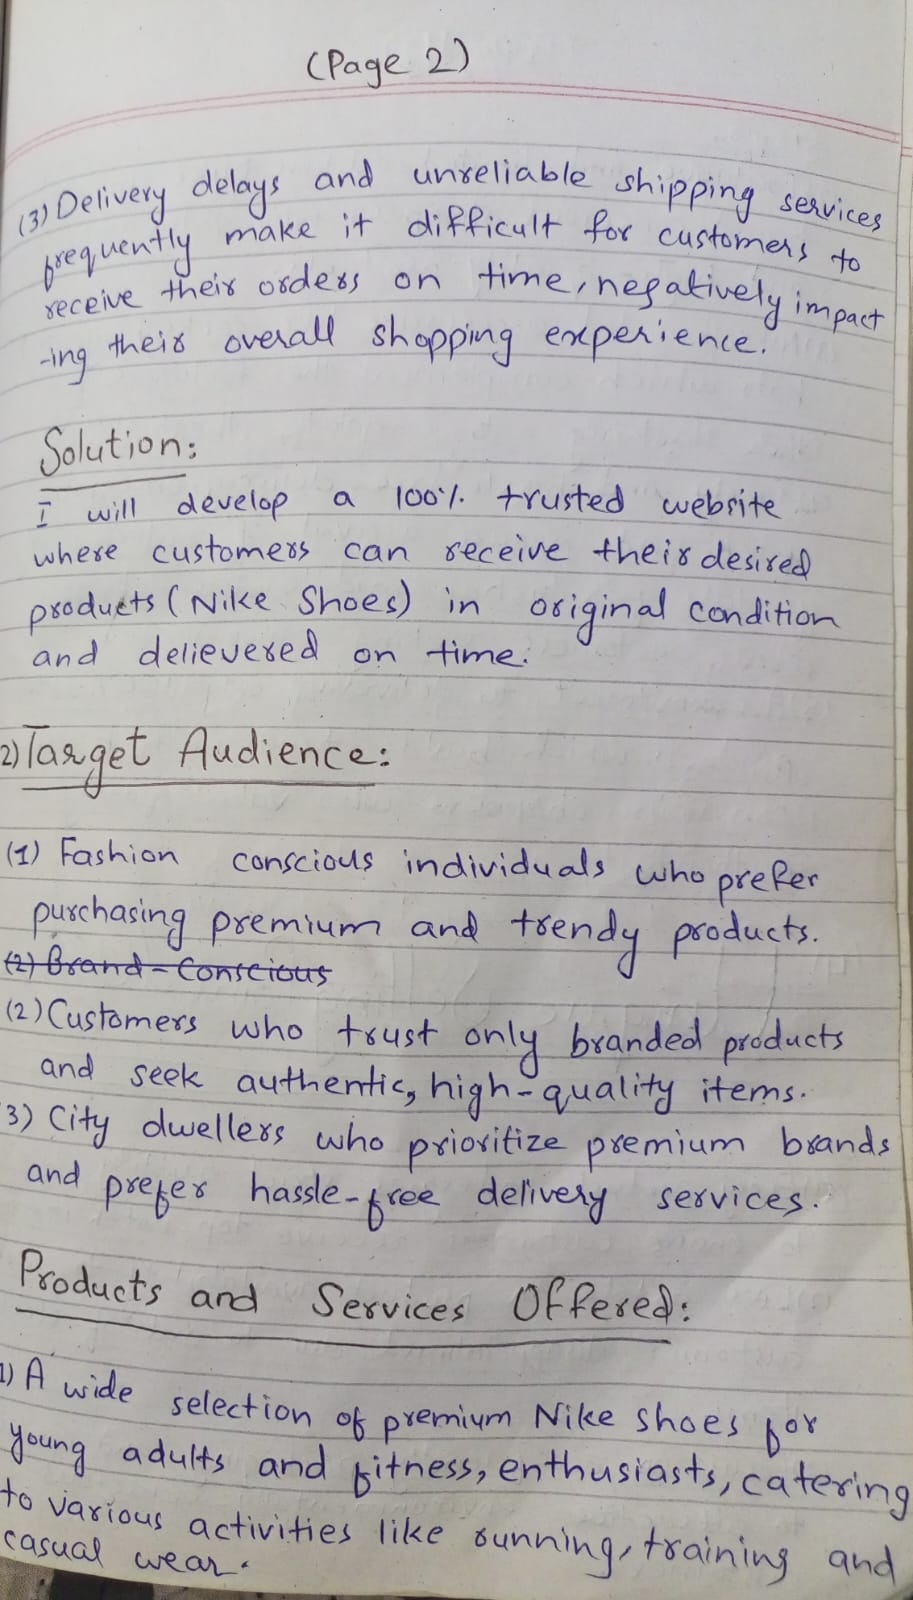 (Page 2)
(3) Delivery delays and unreliable shipping services
frequently make it difficult for customers to
receive their orders on time, negatively impact
-ing their overall shopping experience.
Solution:
I will develop a 100% trusted website
where customers can receive their desired
products (Nike Shoes) in original condition
and delievered on time.
2) Target Audience:
(1) Fashion conscious individuals who prefer
purchasing premium and trendy products.
(2) Brand-Conscious
(2) Customers who trust only branded products
and seek authentic, high-quality items.
3) City dwellers who prioritize premium brands
and prefer hassle-free delivery services.
Products and Services Offered:
1) A wide selection of premium Nike shoes for
young adults and fitness, enthusiasts, catering
to various activities like running, training and
casual wear.